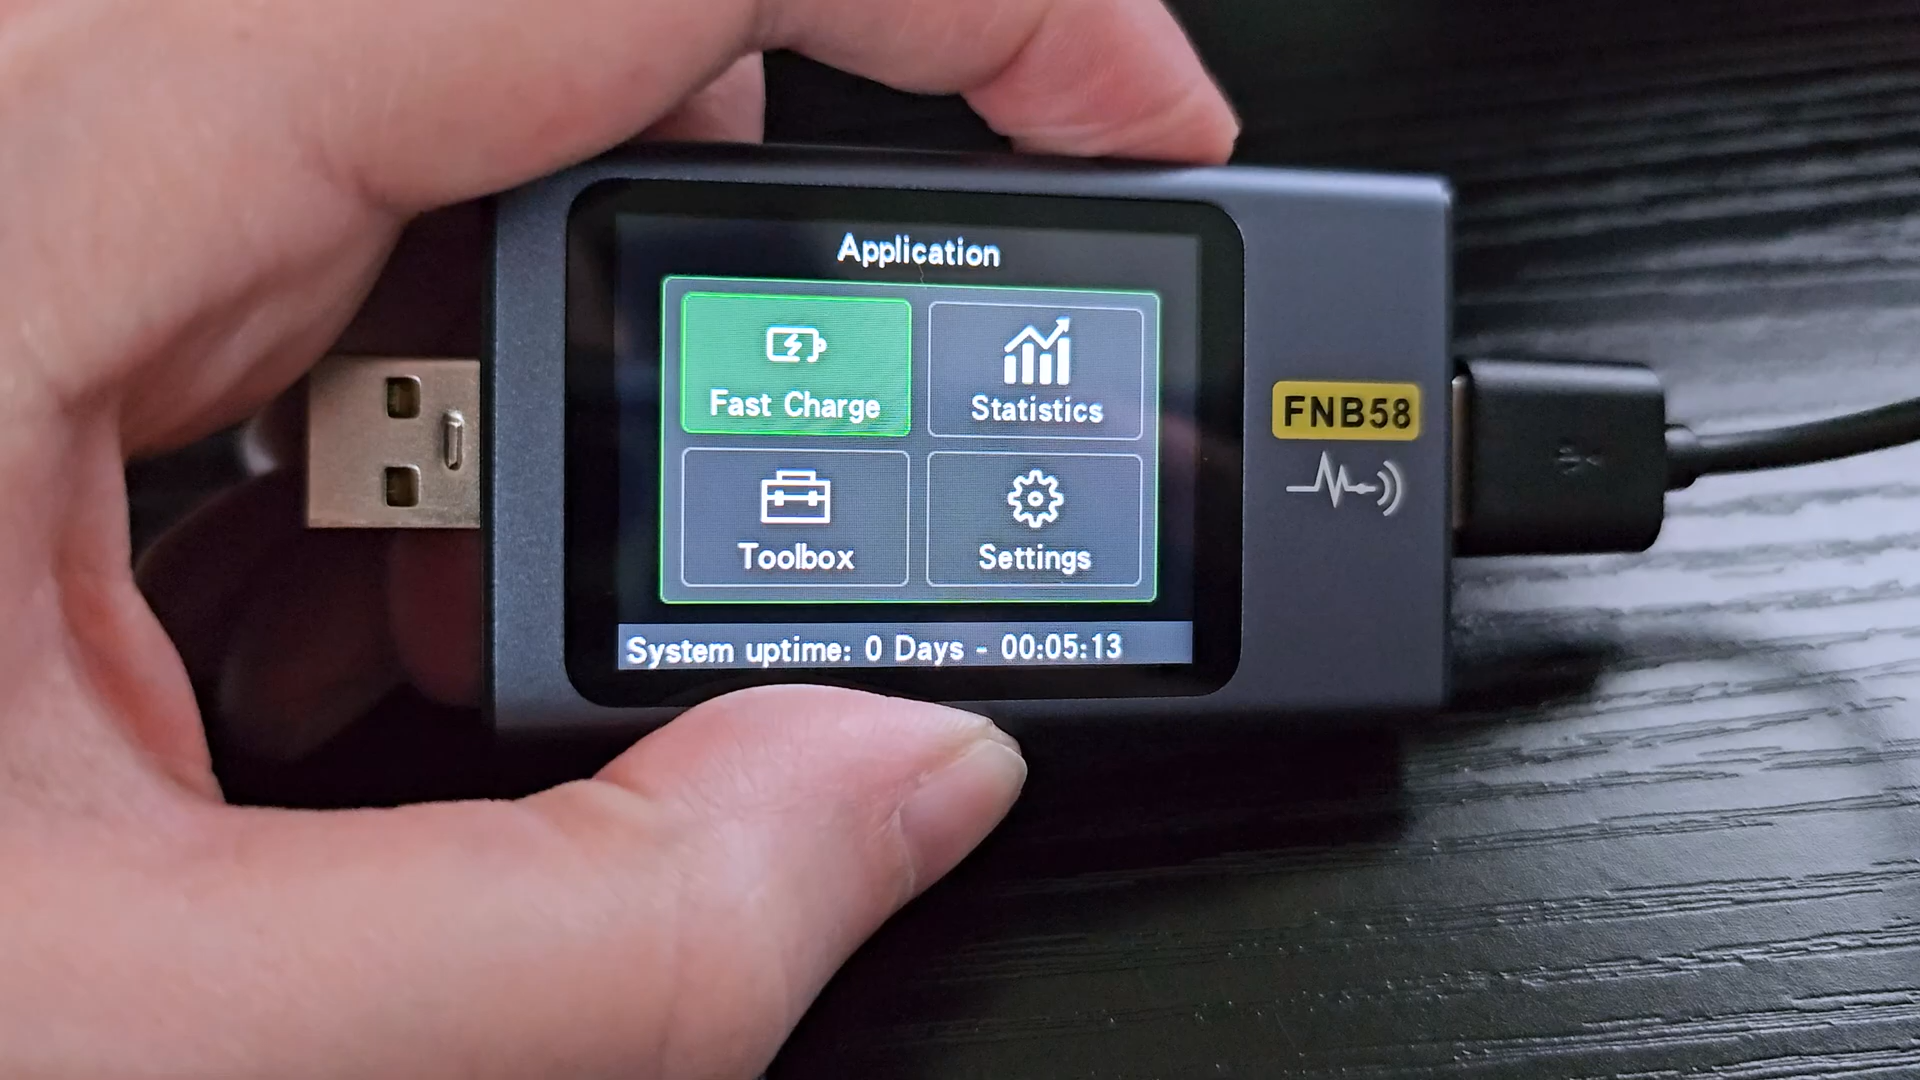 Application
Fast Charge
Statistics
Toolbox
Settings
System uptime: 0 Days - 00:05:13
FNB58